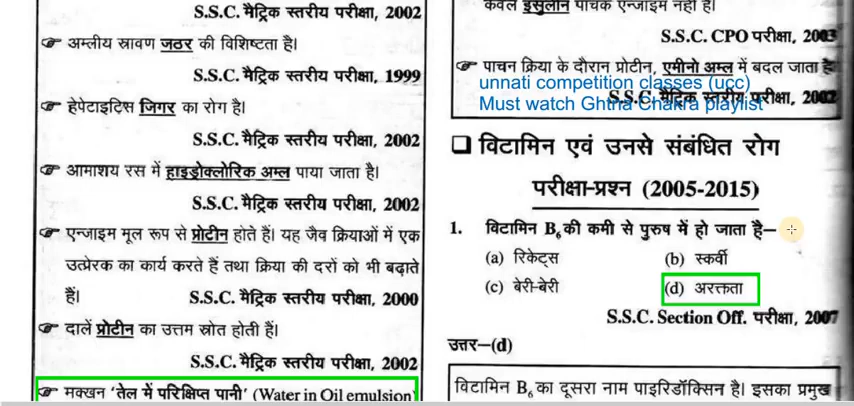 S.S.C. मैट्रिक स्तरीय परीक्षा, 2002
☞ अम्लीय स्रावण जठर की विशिष्टता है।
S.S.C. मैट्रिक स्तरीय परीक्षा, 1999
☞ हेपेटाइट्सि जिगर का रोग है।
S.S.C. मैट्रिक स्तरीय परीक्षा, 2002
☞ आमाशय रस में हाइड्रोक्लोरिक अम्ल पाया जाता है।
S.S.C. मैट्रिक स्तरीय परीक्षा, 2002
☞ एन्जाइम मूल रूप से प्रोटीन होते हैं। यह जैव क्रियाओं में एक
उत्प्रेरक का कार्य करते हैं तथा क्रिया की दरों को भी बढ़ाते
हैं। S.S.C. मैट्रिक स्तरीय परीक्षा, 2000
☞ दालें प्रोटीन का उत्तम स्रोत होती हैं।
S.S.C. मैट्रिक स्तरीय परीक्षा, 2002
☞ मक्खन 'तेल में परिक्षिप्त पानी' (Water in Oil emulsion)
केवल इंसुलीन पाचक एन्जाइम नहीं है।
S.S.C. CPO परीक्षा, 2003
☞ पाचन क्रिया के दौरान प्रोटीन, एमीनो अम्ल में बदल जाता है
unnati competition classes (ucc)
Must watch Ghtna Chakra playlist
S.S.C. मैट्रिक स्तरीय परीक्षा, 2002
❑ विटामिन एवं उनसे संबंधित रोग
परीक्षा-प्रश्न (2005-2015)
1. विटामिन B₆ की कमी से पुरुष में हो जाता है–
(a) रिकेट्स (b) स्कर्वी
(c) बेरी-बेरी (d) अरक्तता
S.S.C. Section Off. परीक्षा, 2007
उत्तर–(d)
विटामिन B₆ का दूसरा नाम पाइरिडॉक्सिन है। इसका प्रमुख